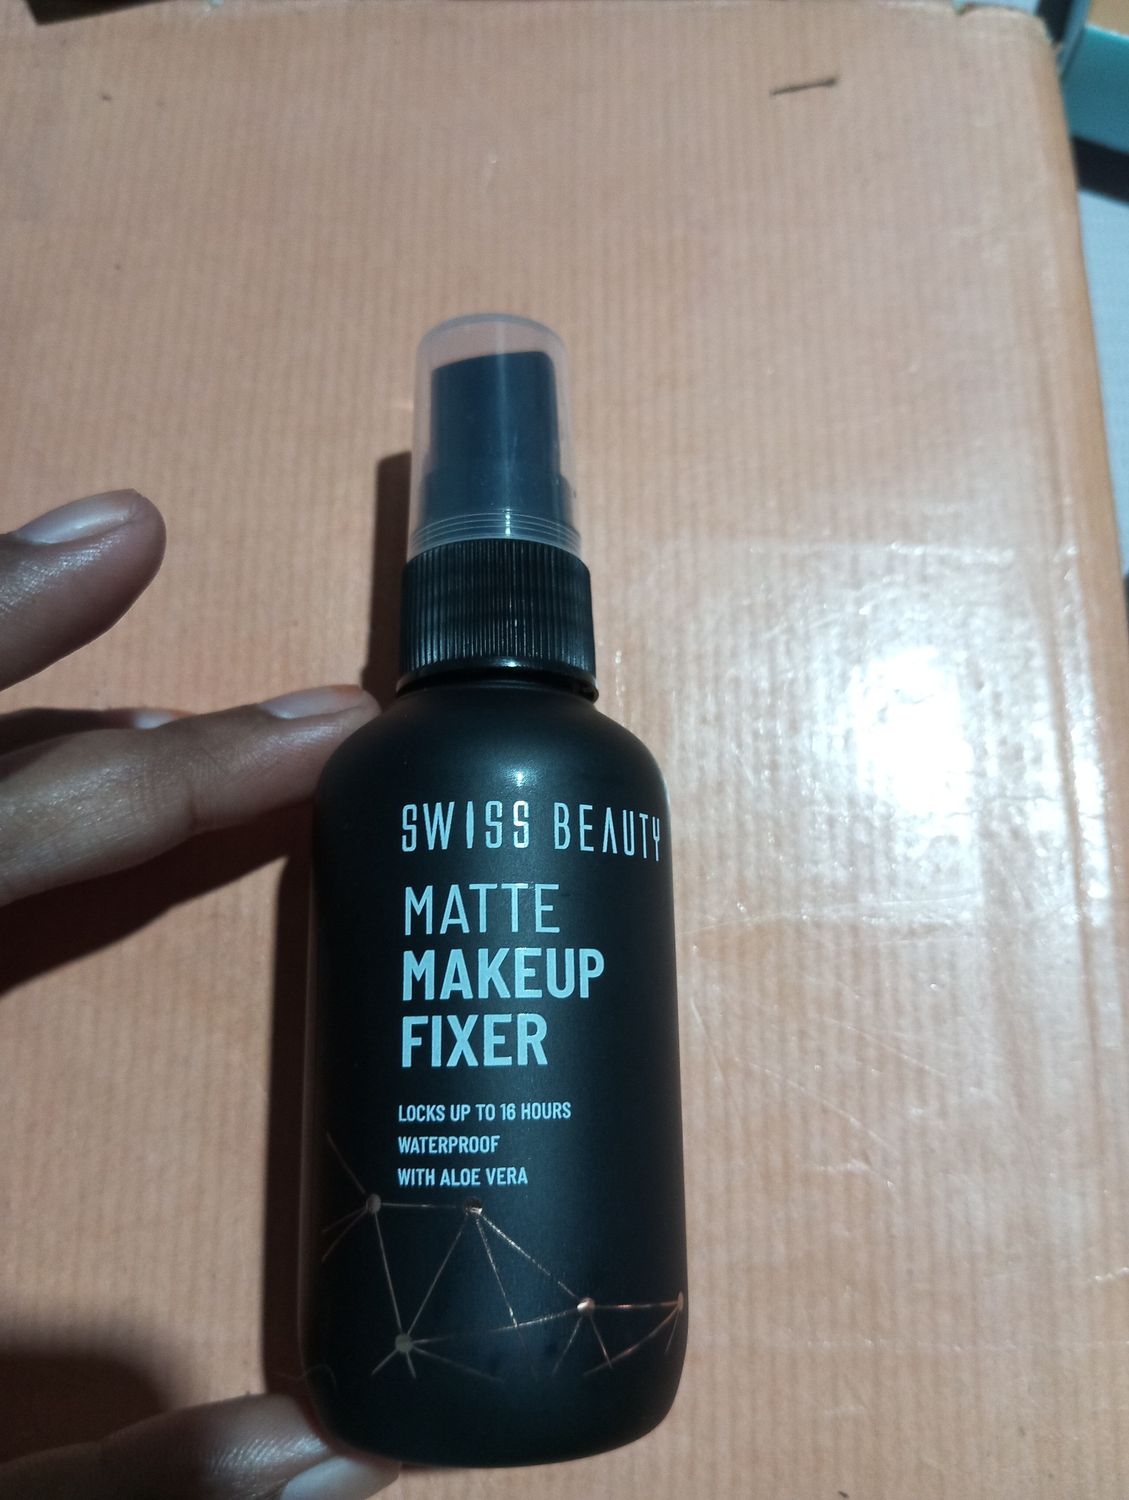 SWISS BEAUTY
MATTE
MAKEUP
FIXER
LOCKS UP TO 16 HOURS
WATERPROOF
WITH ALOE VERA